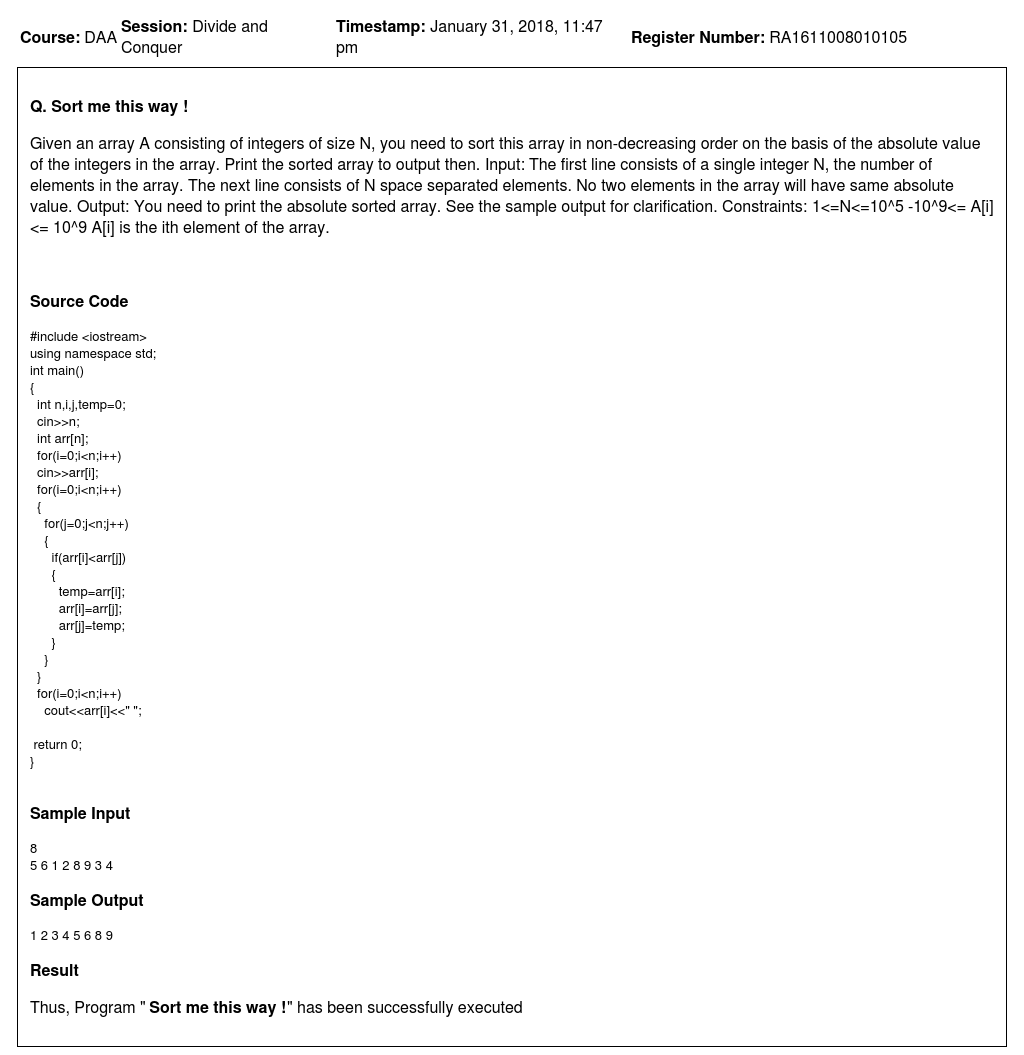 Course: DAA Session: Divide and Conquer Timestamp: January 31, 2018, 11:47 pm Register Number: RA1611008010105
Q. Sort me this way !
Given an array A consisting of integers of size N, you need to sort this array in non-decreasing order on the basis of the absolute value
of the integers in the array. Print the sorted array to output then. Input: The first line consists of a single integer N, the number of
elements in the array. The next line consists of N space separated elements. No two elements in the array will have same absolute
value. Output: You need to print the absolute sorted array. See the sample output for clarification. Constraints: 1<=N<=10^5 -10^9<= A[i]
<= 10^9 A[i] is the ith element of the array.
Source Code
#include <iostream>
using namespace std;
int main()
{
int n,i,j,temp=0;
cin>>n;
int arr[n];
for(i=0;i<n;i++)
cin>>arr[i];
for(i=0;i<n;i++)
{
for(j=0;j<n;j++)
{
if(arr[i]<arr[j])
{
temp=arr[i];
arr[i]=arr[j];
arr[j]=temp;
}
}
}
for(i=0;i<n;i++)
cout<<arr[i]<<" ";
return 0;
}
Sample Input
8
5 6 1 2 8 9 3 4
Sample Output
1 2 3 4 5 6 8 9
Result
Thus, Program " Sort me this way !" has been successfully executed